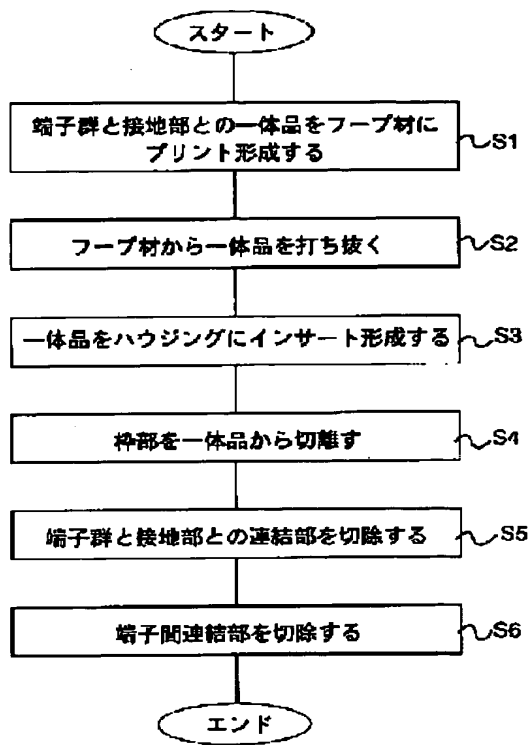 スタート
端子群と接地部との一体品をフープ材に
プリント形成する
S1
フープ材から一体品を打ち抜く
S2
一体品をハウジングにインサート形成する
S3
枠部を一体品から切離す
S4
端子群と接地部との連結部を切除する
S5
端子間連結部を切除する
S6
エンド